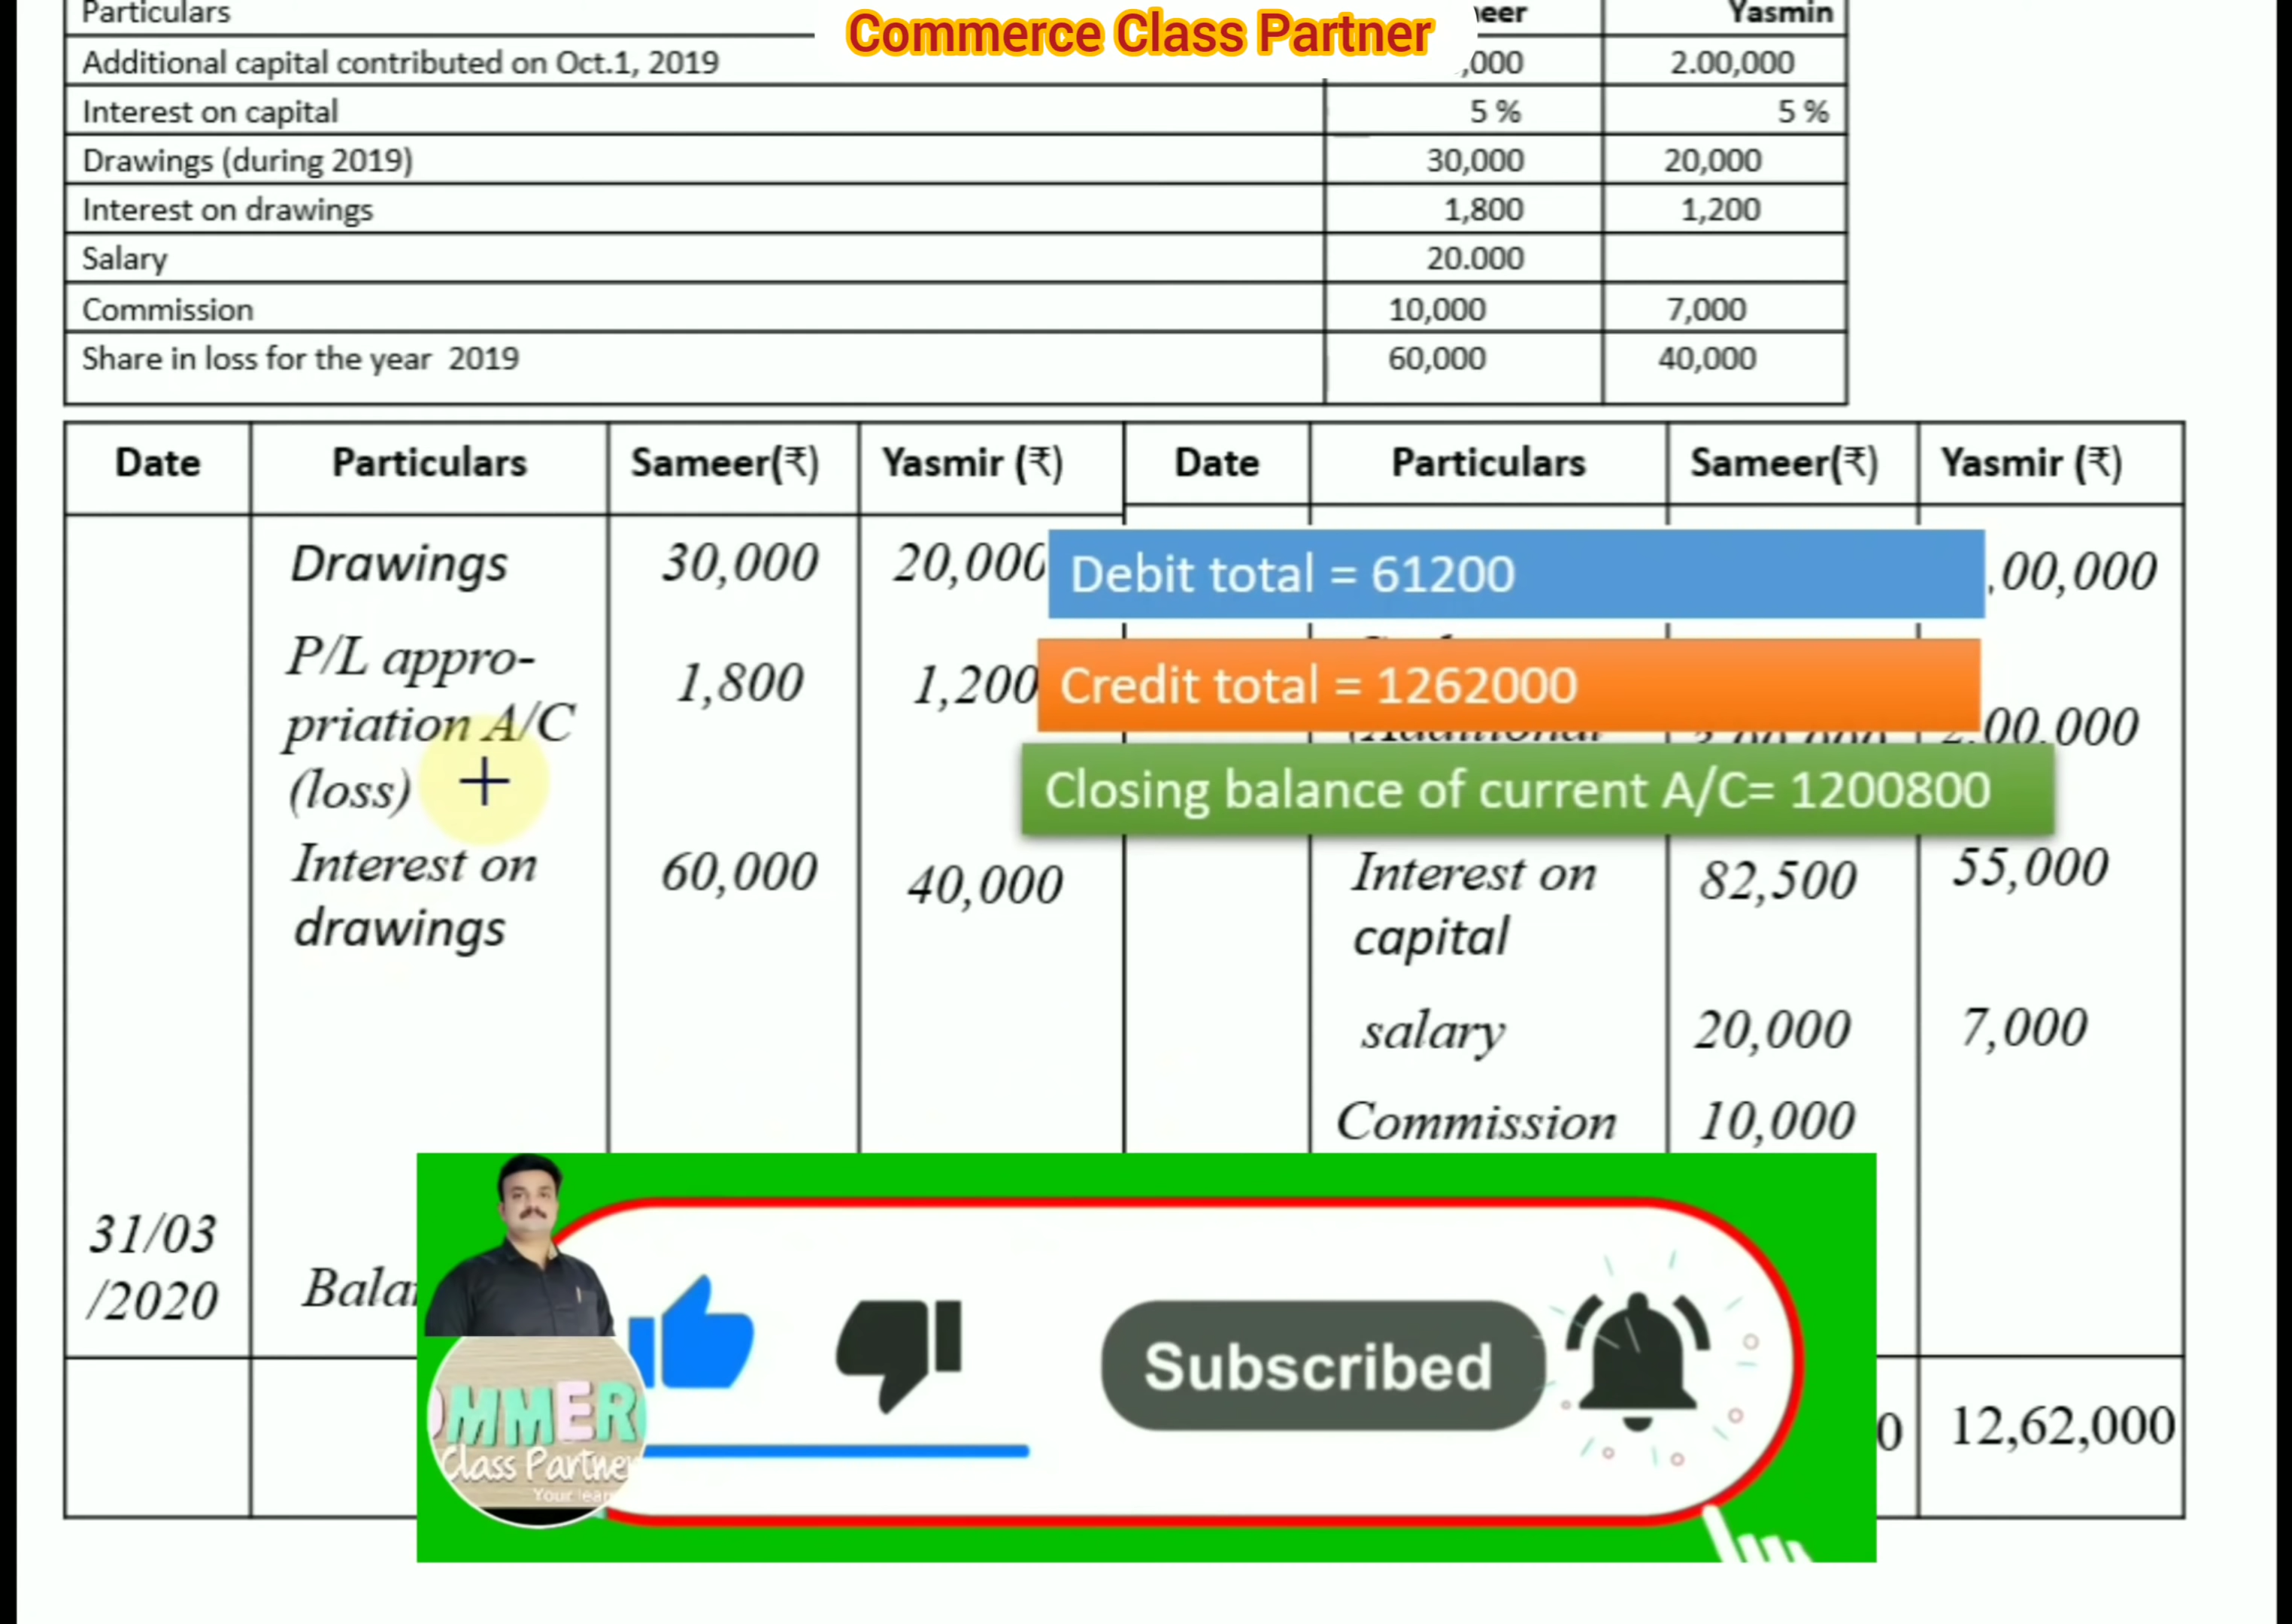 Commerce Class Partner
Particulars Yasmin
Additional capital contributed on Oct.1, 2019 ,000 2.00,000
Interest on capital 5 % 5 %
Drawings (during 2019) 30,000 20,000
Interest on drawings 1,800 1,200
Salary 20.000
Commission 10,000 7,000
Share in loss for the year 2019 60,000 40,000
Date Particulars Sameer(₹) Yasmir (₹) Date Particulars Sameer(₹) Yasmir (₹)
Drawings 30,000 20,000 Debit total = 61200 ,00,000
P/L appro-
priation A/C
(loss) 1,800 1,200 Credit total = 1262000 00.000
Closing balance of current A/C= 1200800
Interest on
drawings 60,000 40,000 Interest on
capital 82,500 55,000
salary 20,000 7,000
Commission 10,000
31/03
/2020
Subscribed
Class Partner
0 12,62,000